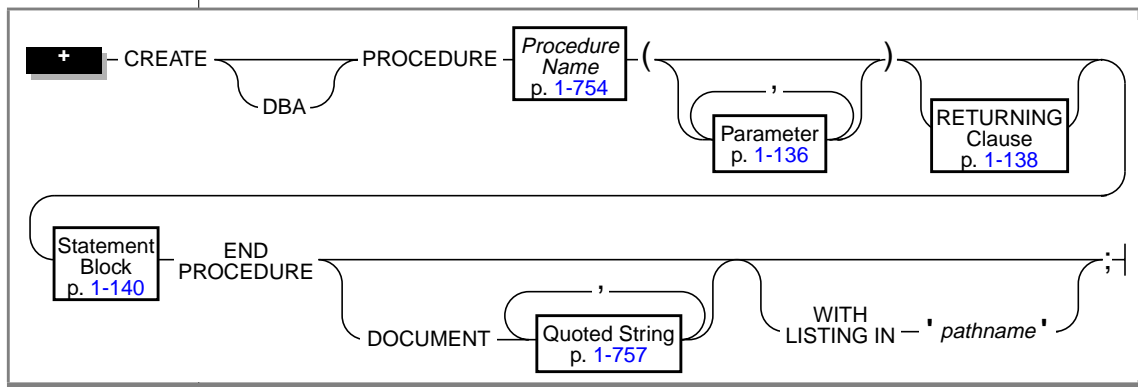 + CREATE PROCEDURE Procedure Name p. 1-754 ( )
DBA
,
Parameter
p. 1-136
RETURNING
Clause
p. 1-138
Statement
Block
p. 1-140
END
PROCEDURE
;
DOCUMENT
,
Quoted String
p. 1-757
WITH
LISTING IN
' pathname '